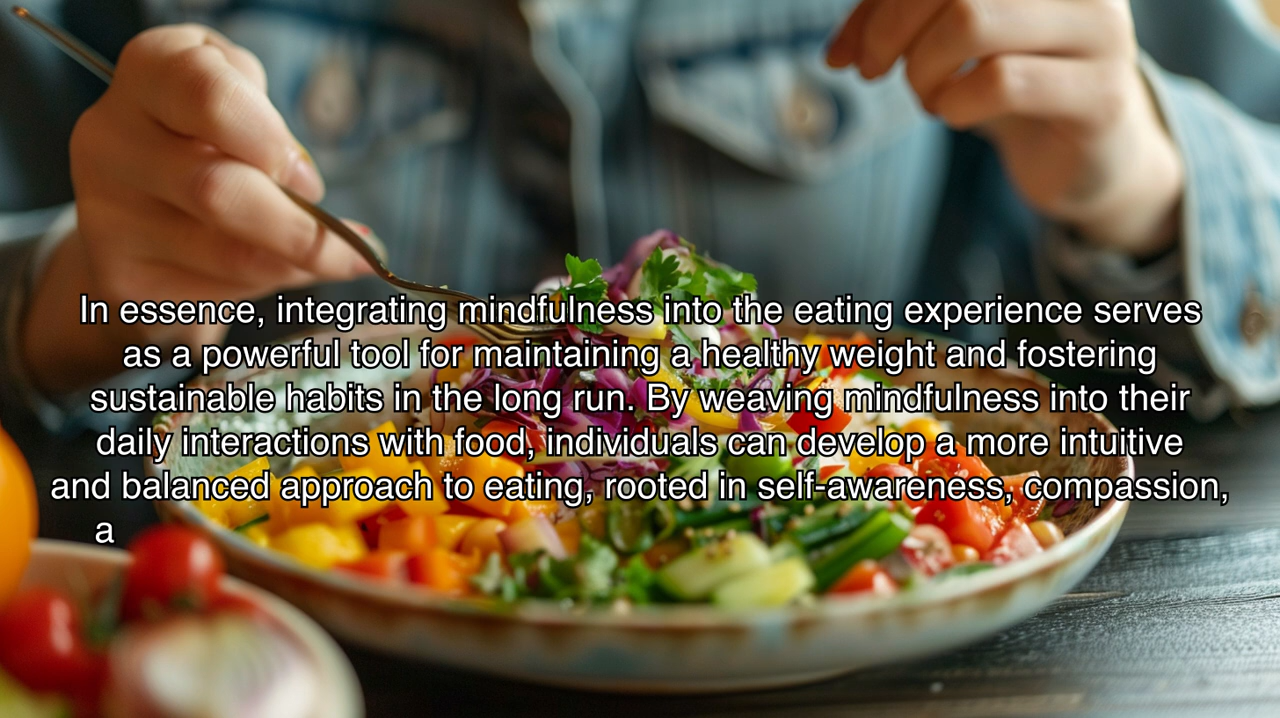 In essence, integrating mindfulness into the eating experience serves
as a powerful tool for maintaining a healthy weight and fostering
sustainable habits in the long run. By weaving mindfulness into their
daily interactions with food, individuals can develop a more intuitive
and balanced approach to eating, rooted in self-awareness, compassion,
a